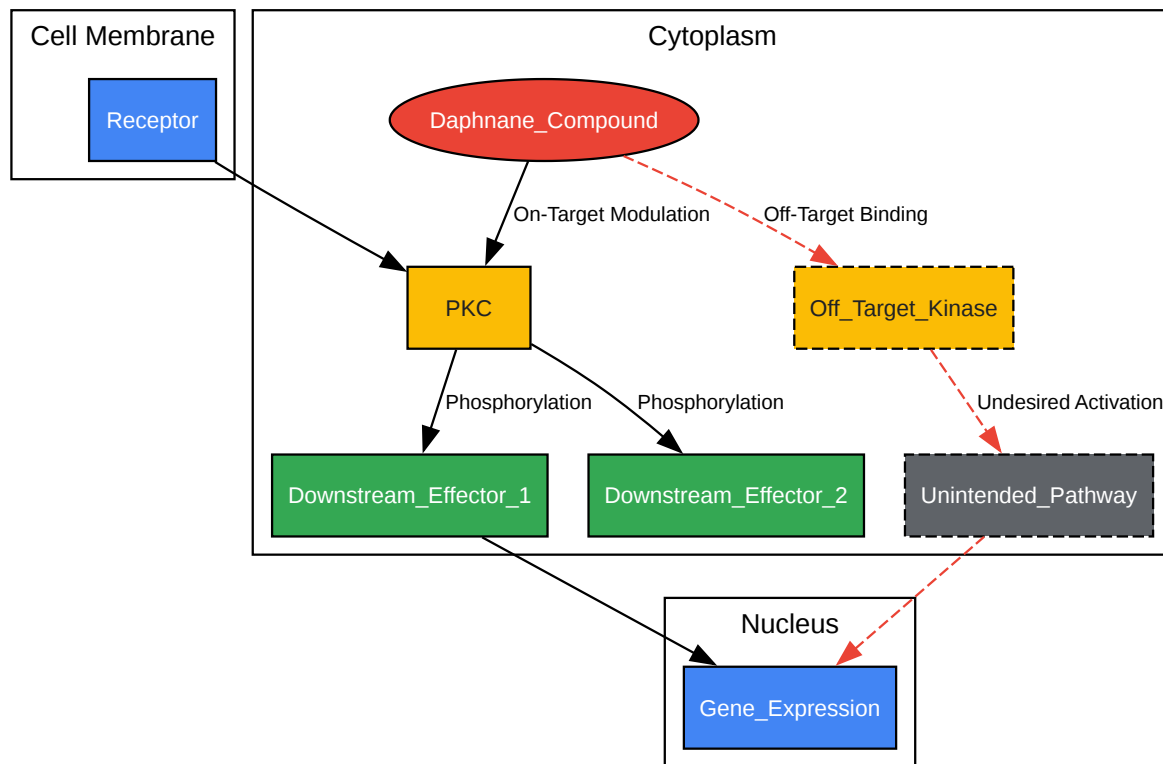 Cell Membrane
Cytoplasm
Receptor
Daphnane_Compound
On-Target Modulation
Off-Target Binding
PKC
Off_Target_Kinase
Phosphorylation
Phosphorylation
Undesired Activation
Downstream_Effector_1
Downstream_Effector_2
Unintended_Pathway
Nucleus
Gene_Expression